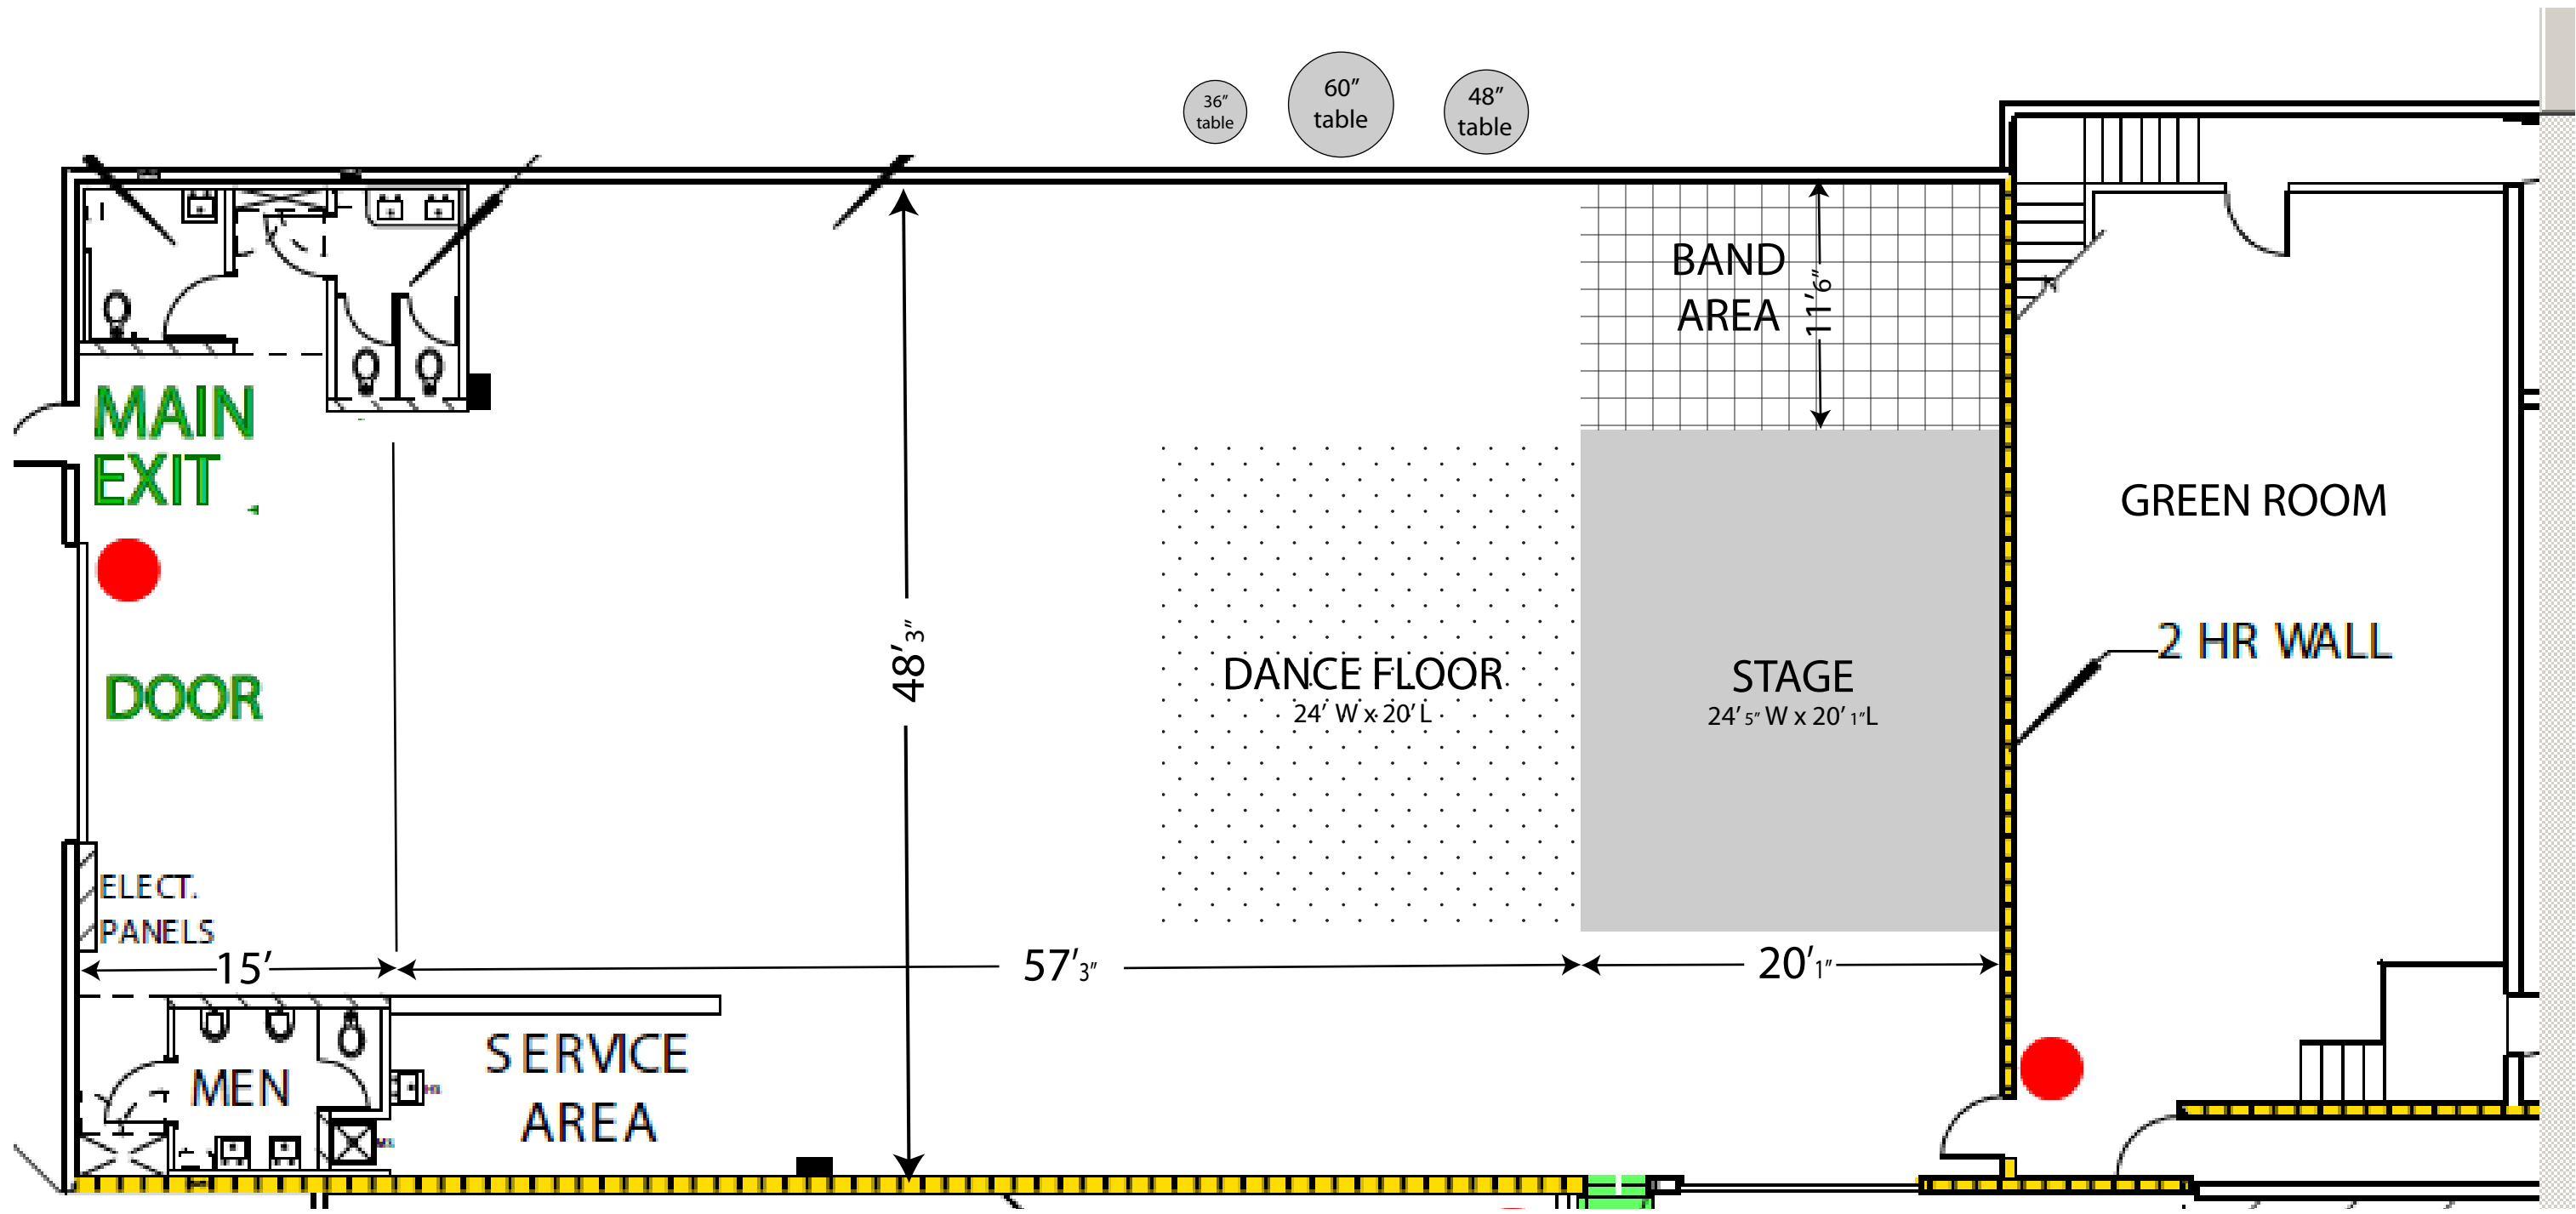 36”
table
60”
table
48”
table
BAND
AREA
11’6”
MAIN
EXIT
GREEN ROOM
48’3”
2 HR WALL
DANCE FLOOR
24’ W x 20’ L
STAGE
24’ 5” W x 20’ 1”L
DOOR
ELECT.
PANELS
15’
57’3”
20’1”
SERVICE
AREA
MEN